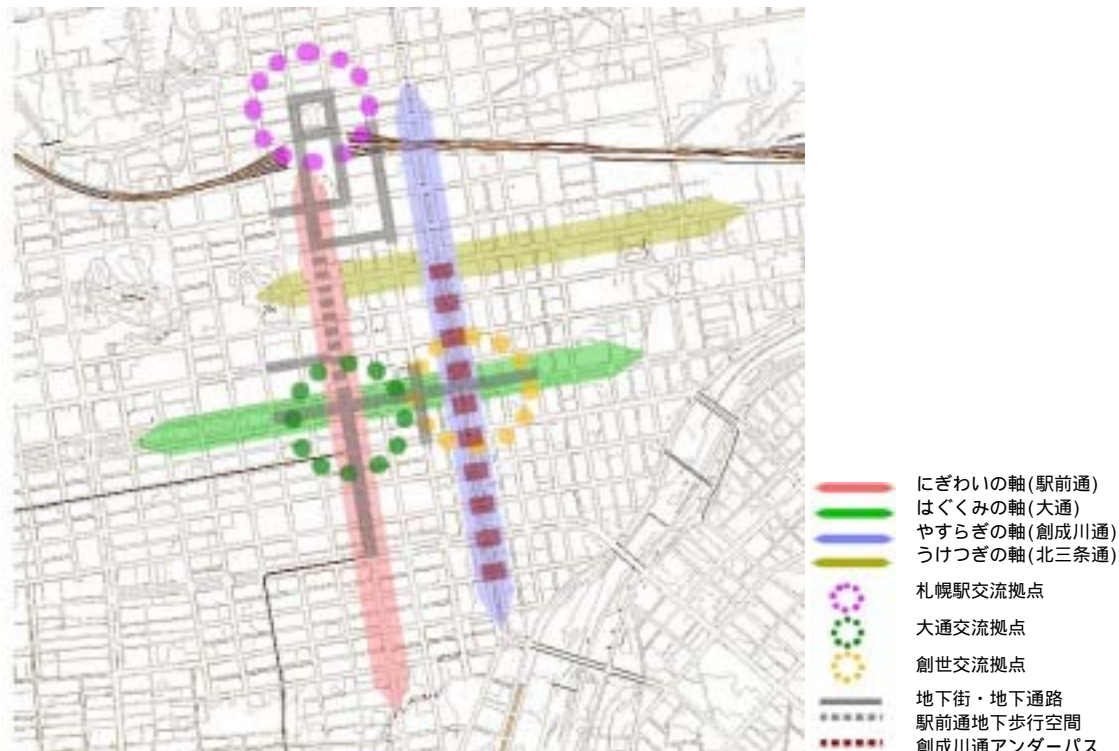 にぎわいの軸(駅前通)
はぐくみの軸(大通)
やすらぎの軸(創成川通)
うけつぎの軸(北三条通)
札幌駅交流拠点
大通交流拠点
創世交流拠点
地下街・地下通路
駅前通地下歩行空間
創成川通アンダーパス